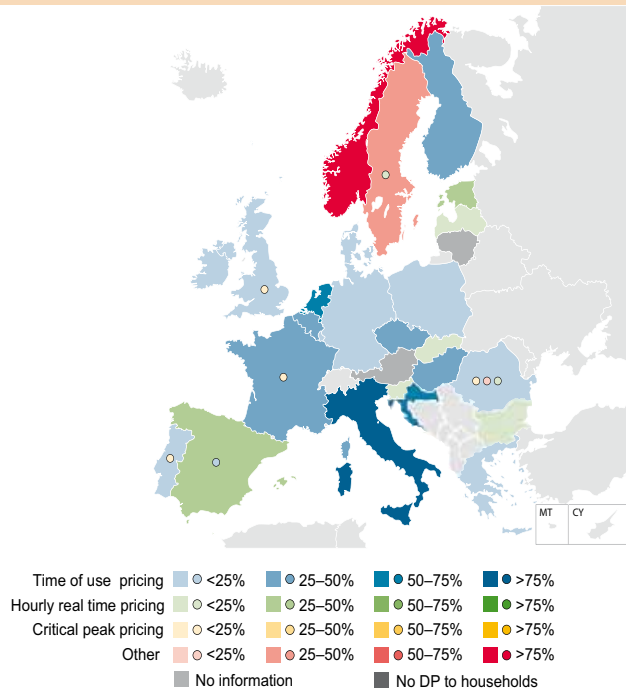 MT CY
Time of use pricing <25% 25–50% 50–75% >75%
Hourly real time pricing <25% 25–50% 50–75% >75%
Critical peak pricing <25% 25–50% 50–75% >75%
Other <25% 25–50% 50–75% >75%
No information No DP to households